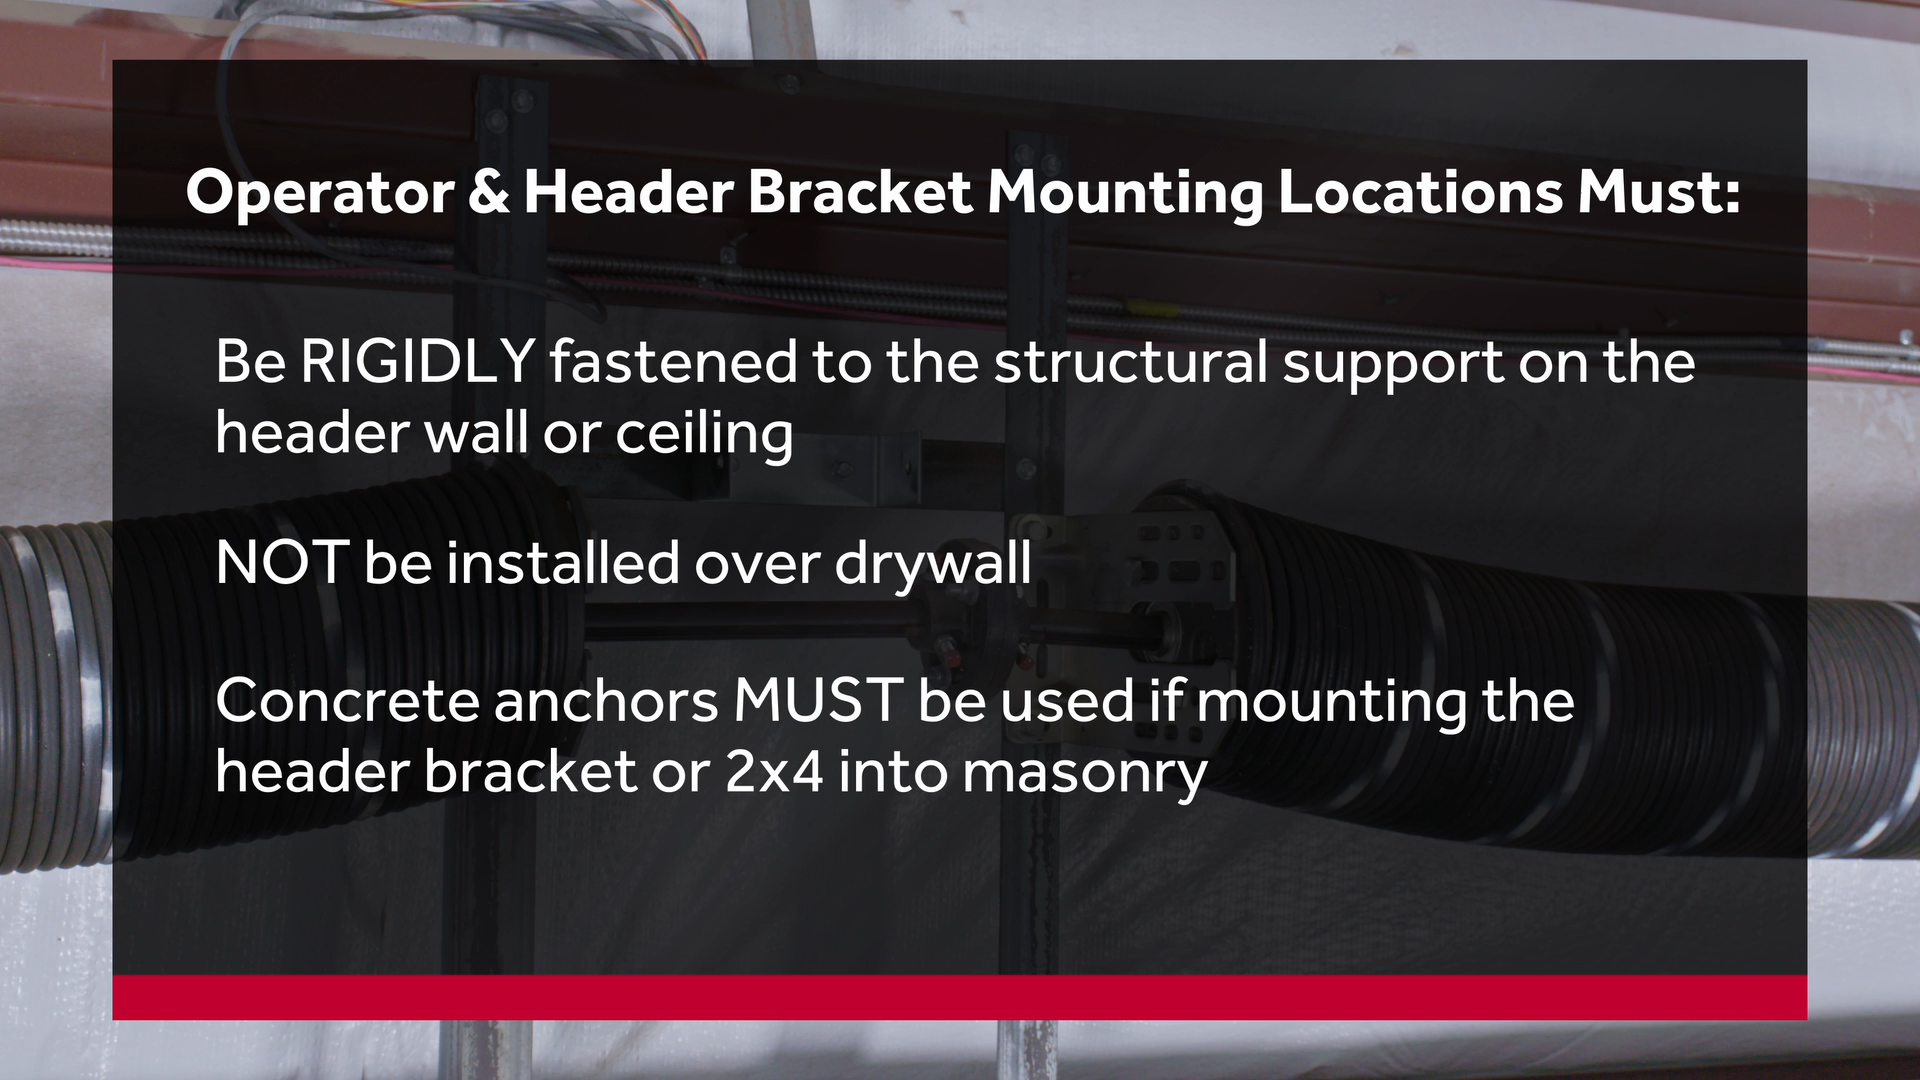 Operator & Header Bracket Mounting Locations Must:
Be RIGIDLY fastened to the structural support on the
header wall or ceiling
NOT be installed over drywall
Concrete anchors MUST be used if mounting the
header bracket or 2x4 into masonry